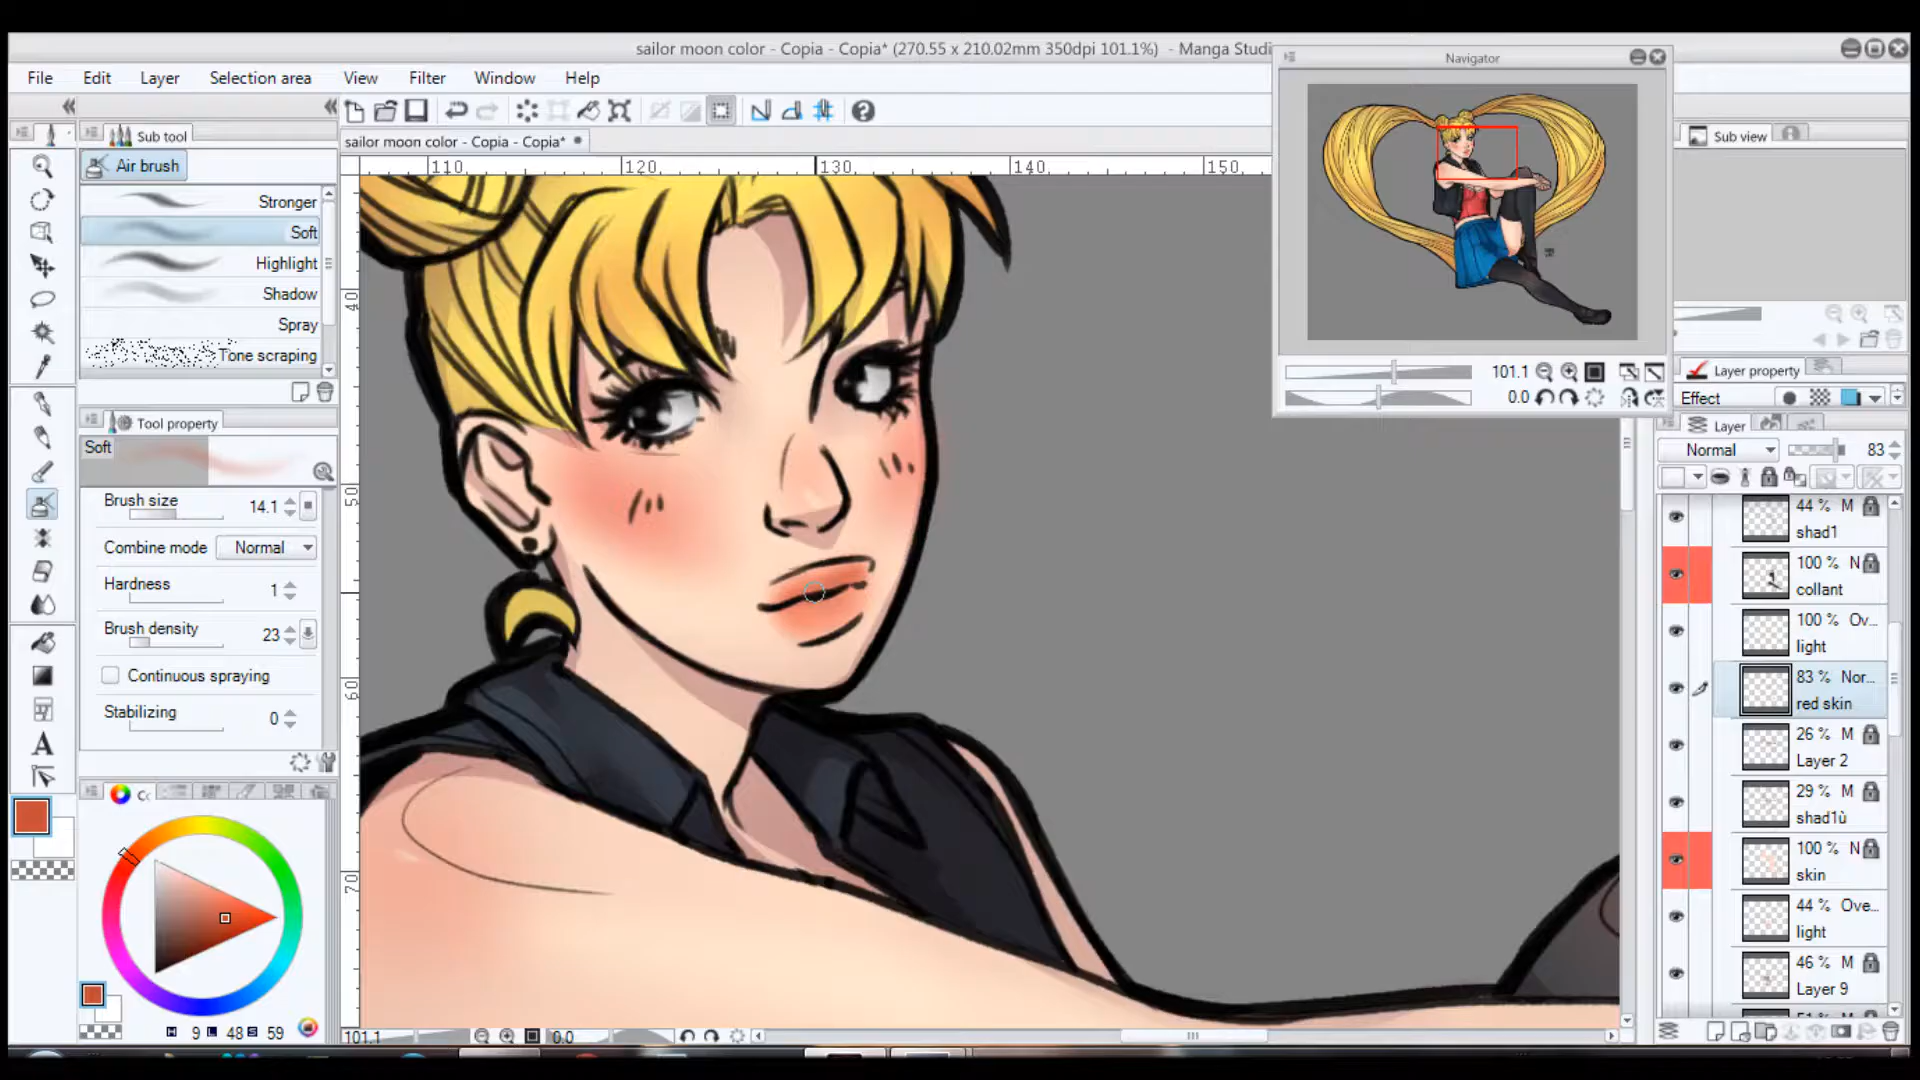 sailor moon color - Copia - Copia* (270.55 x 210.02mm 350dpi 101.1%) - Manga Studi
Navigator
File Edit Layer Selection area View Filter Window Help
Sub tool
sailor moon color - Copia - Copia*
Sub view
Air brush
110 120 130 140 150
Stronger
Soft
Highlight
Shadow
Spray
Tone scraping
40
50
60
70
101.1
0.0
Layer property
Effect
Tool property
Soft
Brush size 14.1
Combine mode Normal
Hardness 1
Brush density 23
Continuous spraying
Stabilizing 0
Layer
Normal 83
44 % M
shad1
100 % N
collant
100 % Ov...
light
83 % Nor...
red skin
26 % M
Layer 2
29 % M
shad1ù
100 % N
skin
44 % Ove...
light
46 % M
Layer 9
H 9 L 48 S 59
101.1 0.0